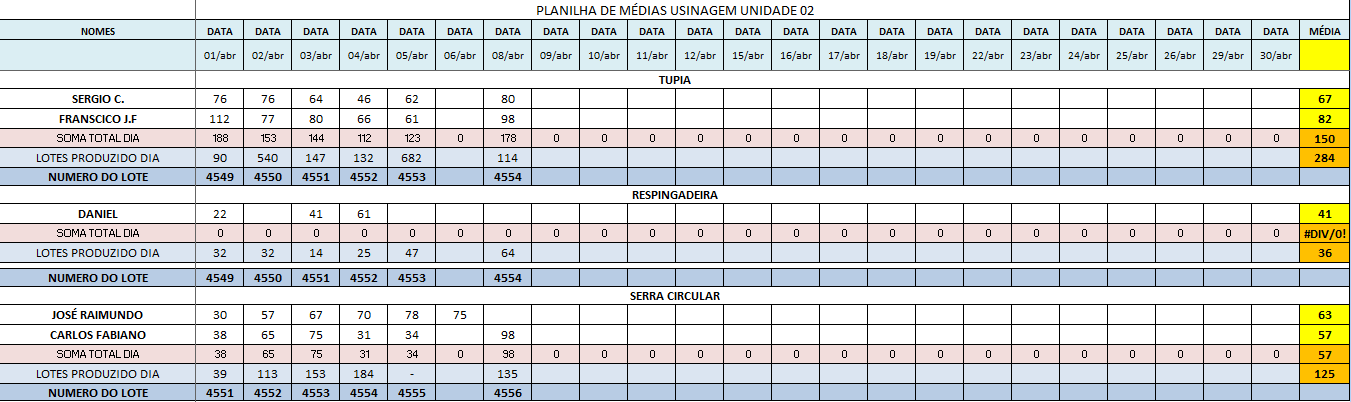 PLANILHA DE MÉDIAS USINAGEM UNIDADE 02
NOMES DATA DATA DATA DATA DATA DATA DATA DATA DATA DATA DATA DATA DATA DATA DATA DATA DATA DATA DATA DATA DATA DATA MÉDIA
01/abr 02/abr 03/abr 04/abr 05/abr 06/abr 08/abr 09/abr 10/abr 11/abr 12/abr 15/abr 16/abr 17/abr 18/abr 19/abr 22/abr 23/abr 24/abr 25/abr 26/abr 29/abr 30/abr
TUPIA
SERGIO C. 76 76 64 46 62 80 67
FRANSCICO J.F 112 77 80 66 61 98 82
SOMA TOTAL DIA 188 153 144 112 123 0 178 0 0 0 0 0 0 0 0 0 0 0 0 0 0 0 0 150
LOTES PRODUZIDO DIA 90 540 147 132 682 114 284
NUMERO DO LOTE 4549 4550 4551 4552 4553 4554
RESPINGADEIRA
DANIEL 22 41 61 41
SOMA TOTAL DIA 0 0 0 0 0 0 0 0 0 0 0 0 0 0 0 0 0 0 0 0 0 0 0 #DIV/0!
LOTES PRODUZIDO DIA 32 32 14 25 47 64 36
NUMERO DO LOTE 4549 4550 4551 4552 4553 4554
SERRA CIRCULAR
JOSÉ RAIMUNDO 30 57 67 70 78 75 63
CARLOS FABIANO 38 65 75 31 34 98 57
SOMA TOTAL DIA 38 65 75 31 34 0 98 0 0 0 0 0 0 0 0 0 0 0 0 0 0 0 0 57
LOTES PRODUZIDO DIA 39 113 153 184 - 135 125
NUMERO DO LOTE 4551 4552 4553 4554 4555 4556